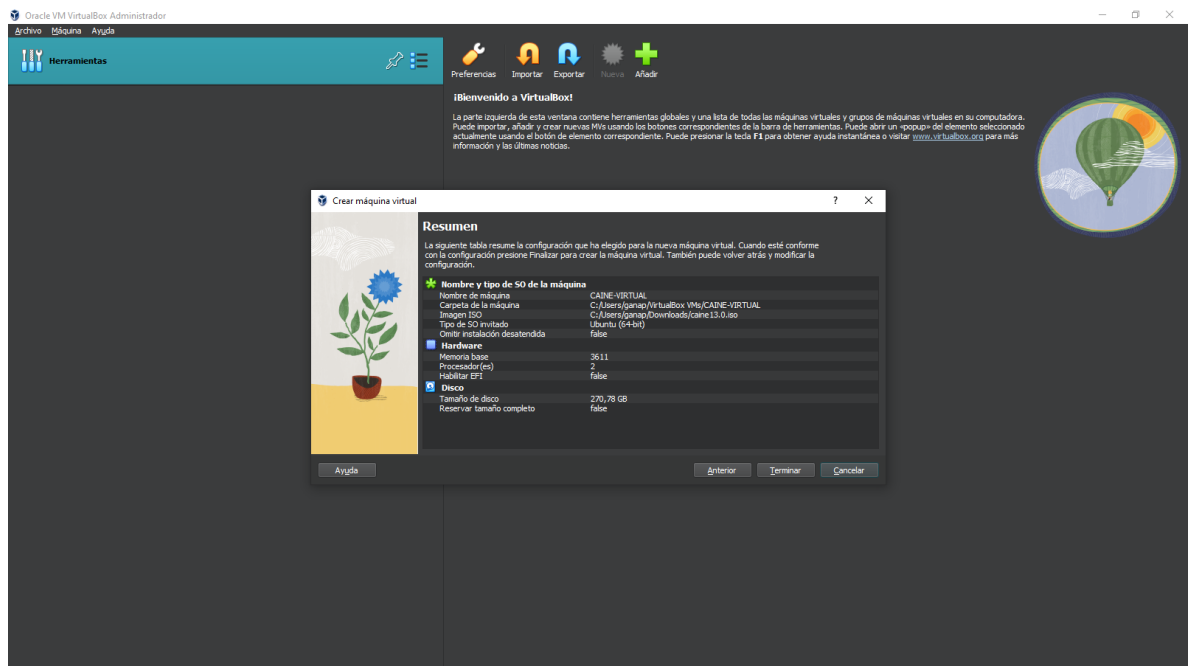 Oracle VM VirtualBox Administrador
Archivo Máquina Ayuda
Herramientas
Preferencias Importar Exportar Nueva Añadir
¡Bienvenido a VirtualBox!
La parte izquierda de esta ventana contiene herramientas globales y una lista de todas las máquinas virtuales y grupos de máquinas virtuales en su computadora.
Puede importar, añadir y crear nuevas MVs usando los botones correspondientes de la barra de herramientas. Puede abrir un «popup» del elemento seleccionado
actualmente usando el botón de elemento correspondiente. Puede presionar la tecla F1 para obtener ayuda instantánea o visitar www.virtualbox.org para más
información y las últimas noticias.
Crear máquina virtual
?
Resumen
La siguiente tabla resume la configuración que ha elegido para la nueva máquina virtual. Cuando esté conforme
con la configuración presione Finalizar para crear la máquina virtual. También puede volver atrás y modificar la
configuración.
Nombre y tipo de SO de la máquina
Nombre de máquina CAINE-VIRTUAL
Carpeta de la máquina C:/Users/ganap/VirtualBox VMs/CAINE-VIRTUAL
Imagen ISO C:/Users/ganap/Downloads/caine13.0.iso
Tipo de SO invitado Ubuntu (64-bit)
Omitir instalación desatendida false
Hardware
Memoria base 3611
Procesador(es) 2
Habilitar EFI false
Disco
Tamaño de disco 270,78 GB
Reservar tamaño completo false
Ayuda Anterior Terminar Cancelar